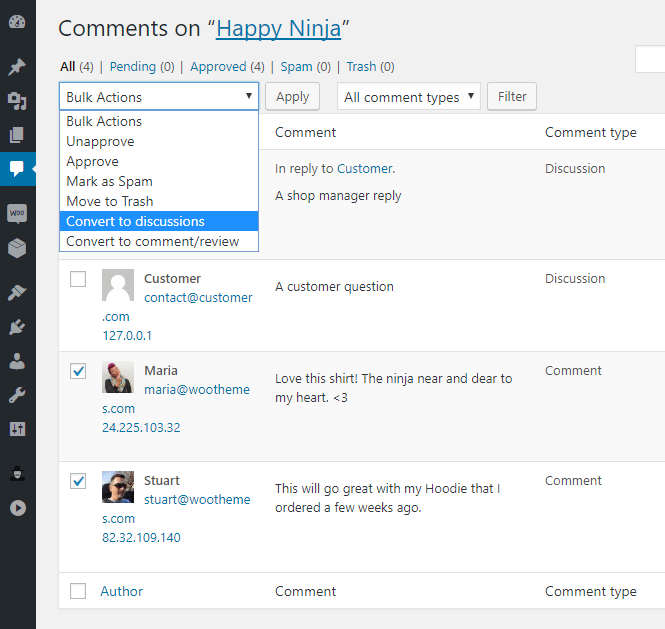 Comments on “Happy Ninja”
All (4) | Pending (0) | Approved (4) | Spam (0) | Trash (0)
Bulk Actions Apply All comment types Filter
Bulk Actions
Unapprove
Approve
Mark as Spam
Move to Trash
Convert to discussions
Convert to comment/review
Comment Comment type
In reply to Customer. Discussion
A shop manager reply
Customer Discussion
contact@customer A customer question
.com
127.0.0.1
Maria Comment
maria@wootheme Love this shirt! The ninja near and dear to
s.com my heart. <3
24.225.103.32
Stuart Comment
stuart@wootheme This will go great with my Hoodie that I
s.com ordered a few weeks ago.
82.32.109.140
Author Comment Comment type
WOO